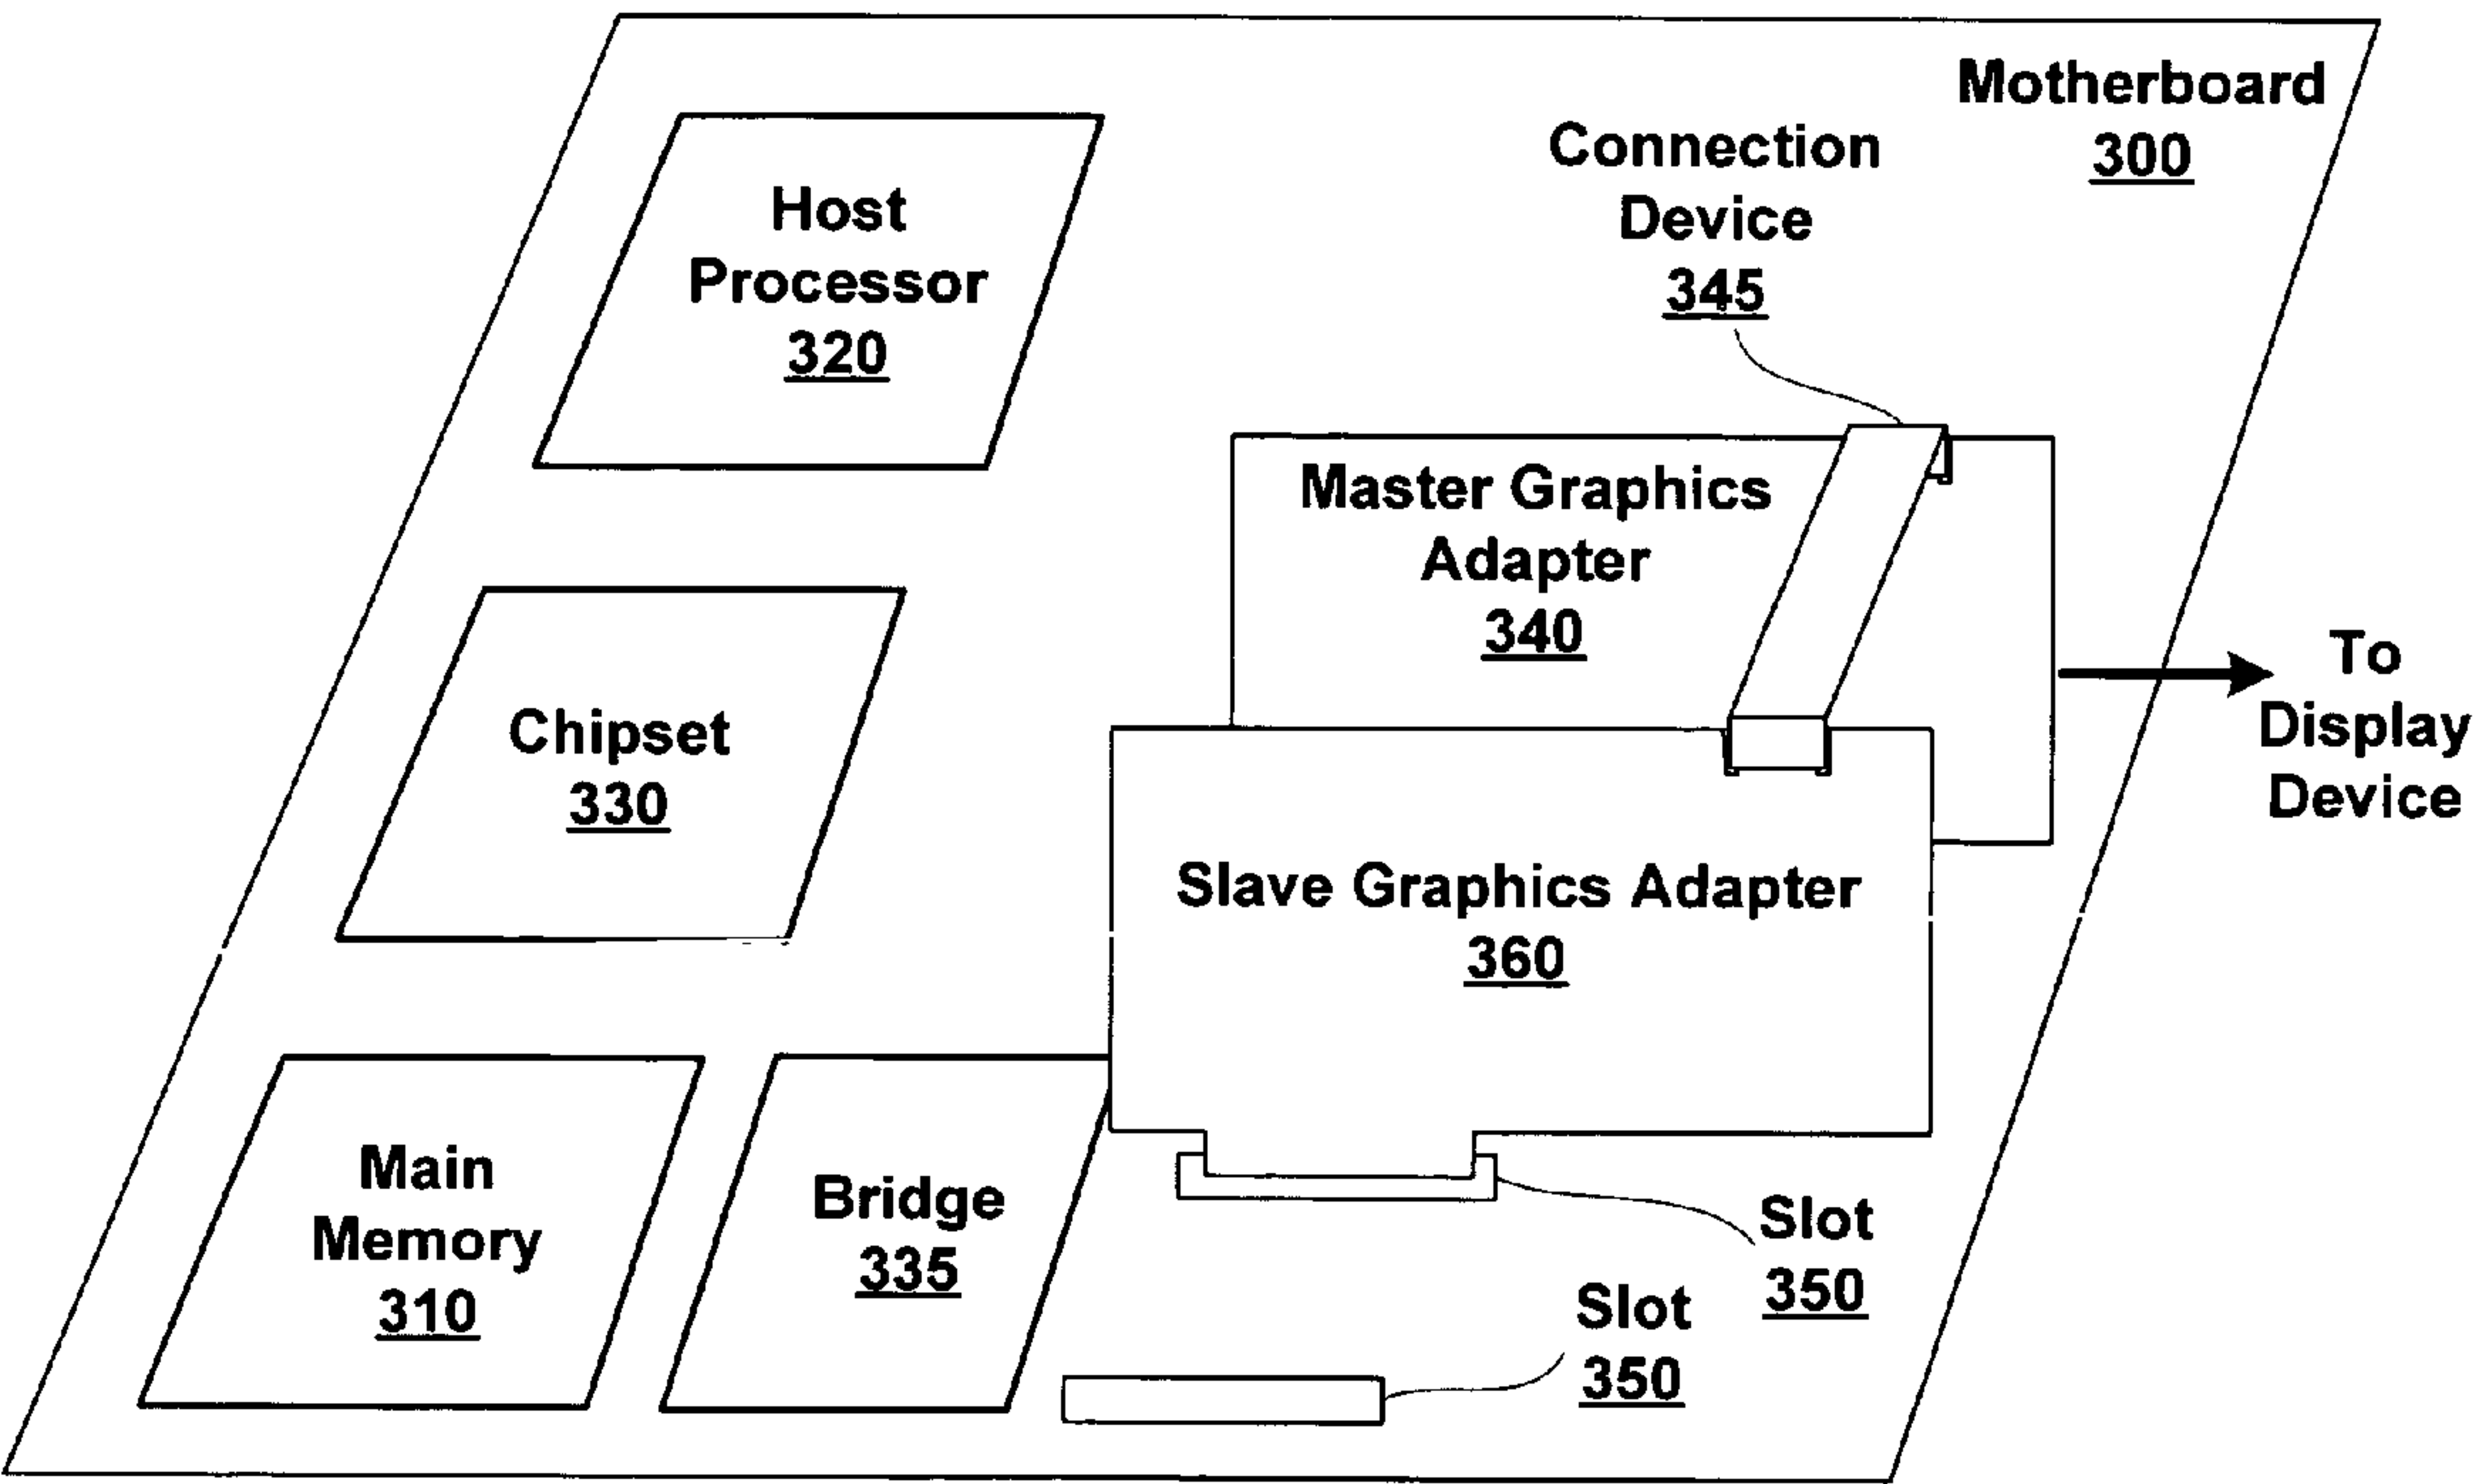 Motherboard
300
Connection
Device
345
Host
Processor
320
Master Graphics
Adapter
340
To
Display
Device
Chipset
330
Slave Graphics Adapter
360
Main
Memory
310
Bridge
335
Slot
350
Slot
350